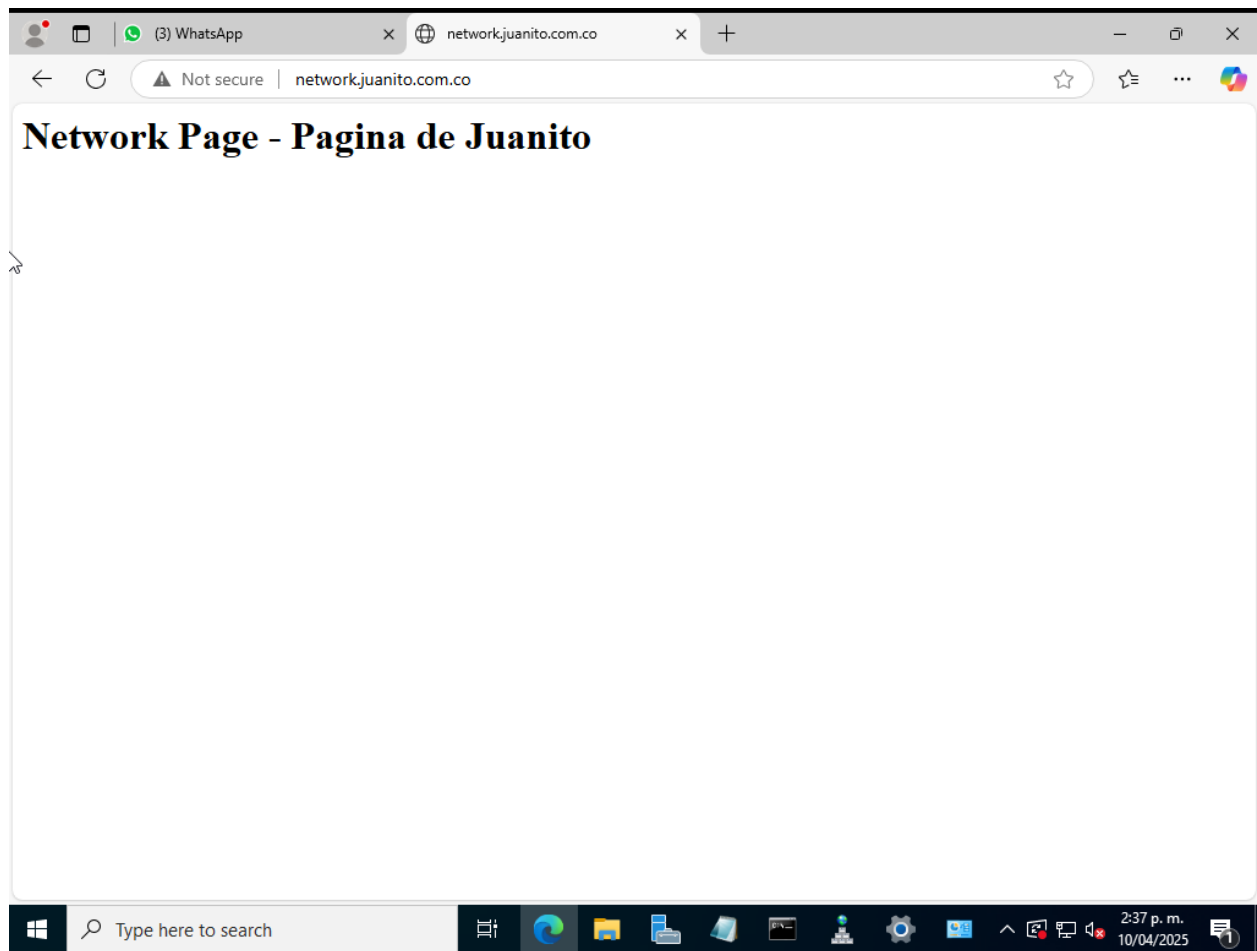 (3) WhatsApp
network.juanito.com.co
Not secure
network.juanito.com.co
Network Page - Pagina de Juanito
Type here to search
2:37 p. m.
10/04/2025
1